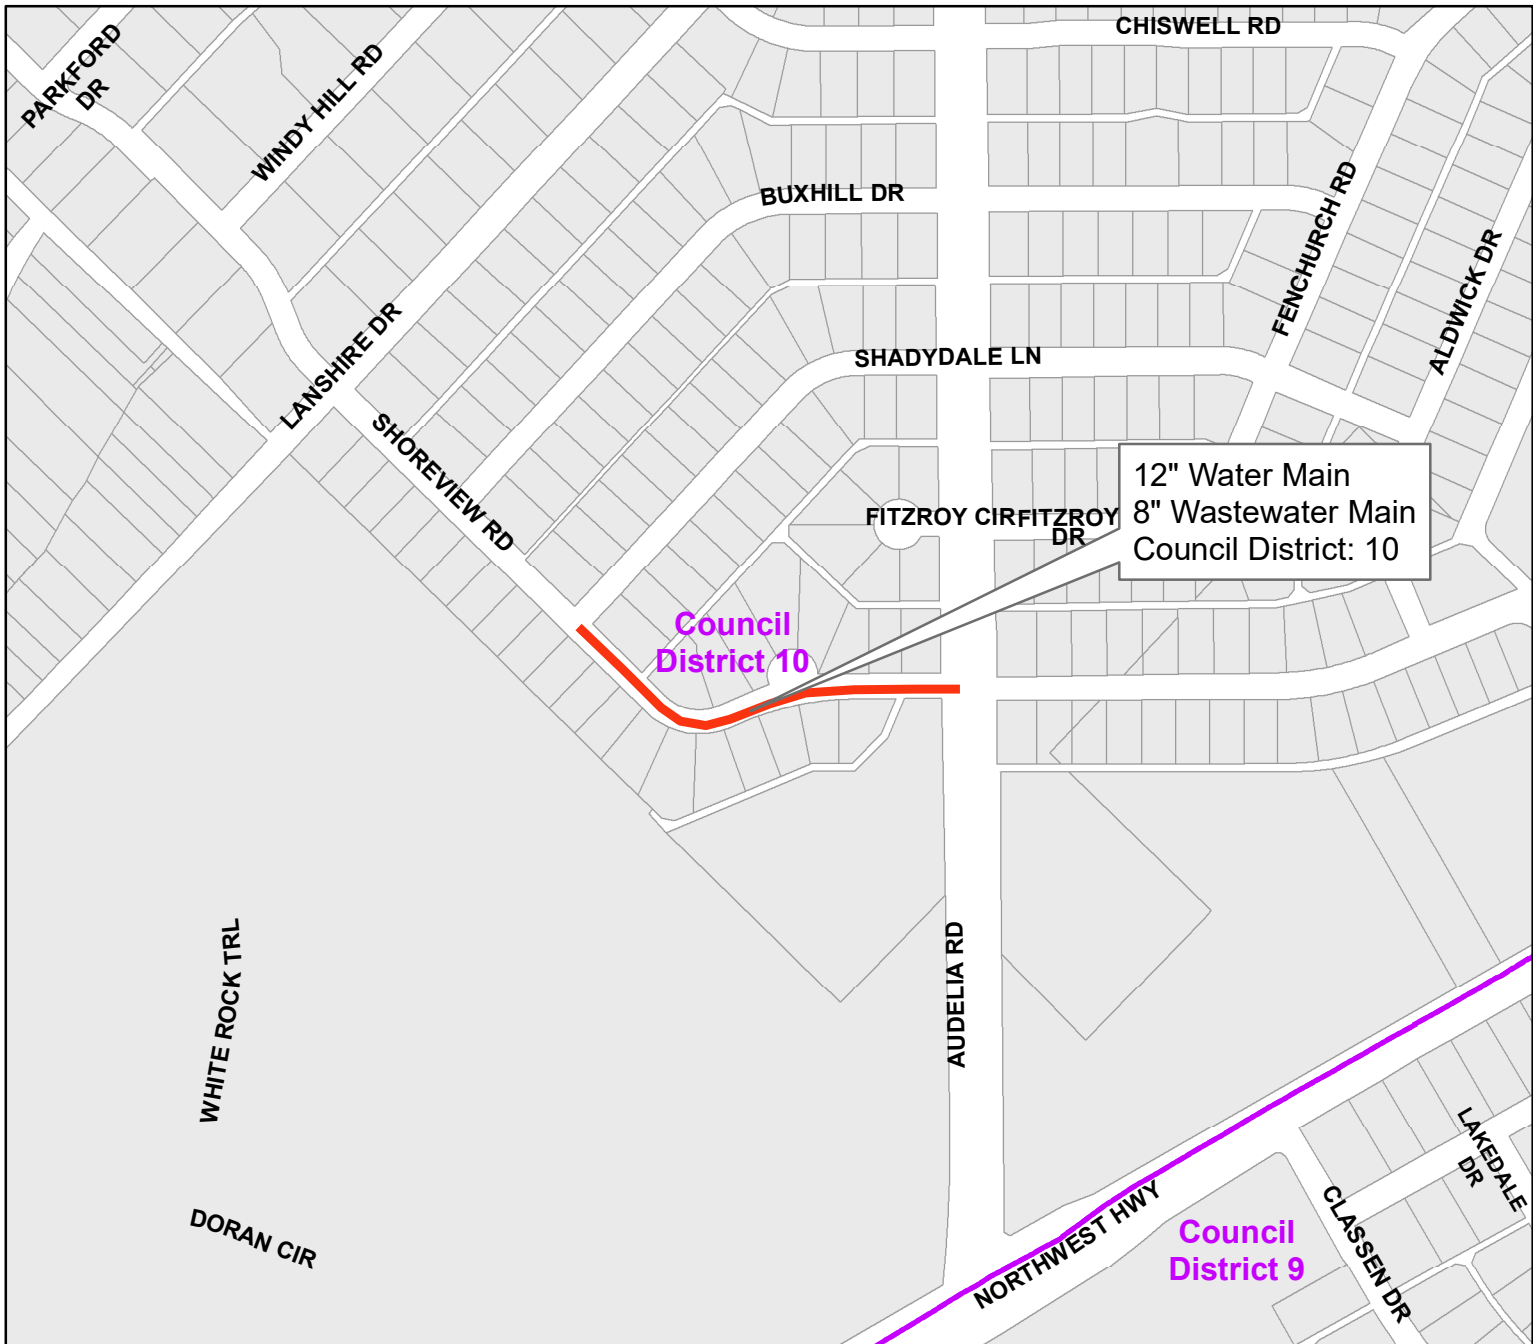 CHISWELL RD
PARKFORD
DR
WINDY HILL RD
BUXHILL DR
FENCHURCH RD
ALDWICK DR
LANSHIRE DR
SHADYDALE LN
SHOREVIEW RD
FITZROY CIR
FITZROY
DR
12" Water Main
8" Wastewater Main
Council District: 10
Council
District 10
WHITE ROCK TRL
AUDELIA RD
DORAN CIR
NORTHWEST HWY
Council
District 9
CLASSEN DR
LAKEDALE
DR